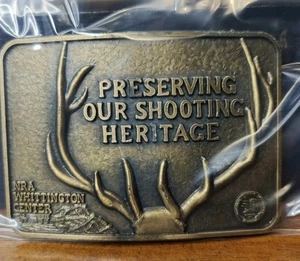 PRESERVING
OUR SHOOTING
HERITAGE
NRA
WHITTINGTON
CENTER